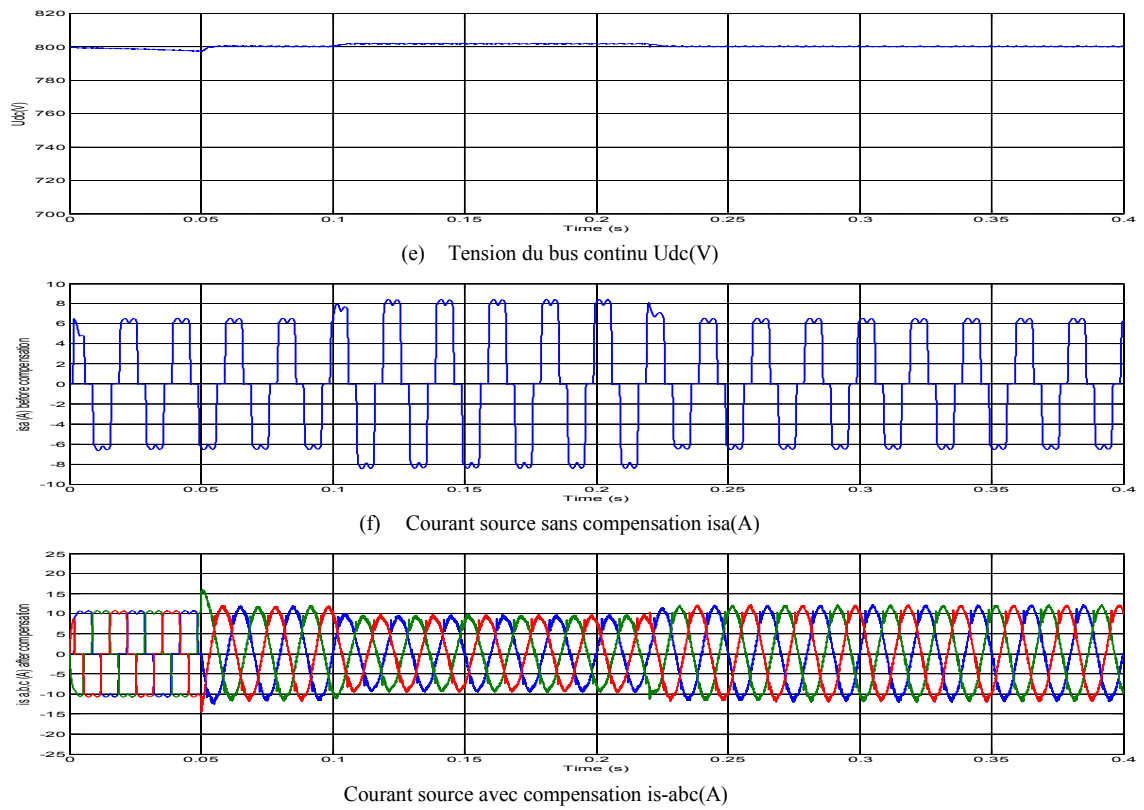 820
800
780
760
740
720
700
Udc(V)
0 0.05 0.1 0.15 0.2 0.25 0.3 0.35 0.4
Time (s)
(e) Tension du bus continu Udc(V)
10
8
6
4
2
0
-2
-4
-6
-8
-10
isa (A) before compensation
0 0.05 0.1 0.15 0.2 0.25 0.3 0.35 0.4
Time (s)
(f) Courant source sans compensation isa(A)
25
20
15
10
5
0
-5
-10
-15
-20
-25
is a,b,c (A) after compensation
0 0.05 0.1 0.15 0.2 0.25 0.3 0.35 0.4
Time (s)
Courant source avec compensation is-abc(A)